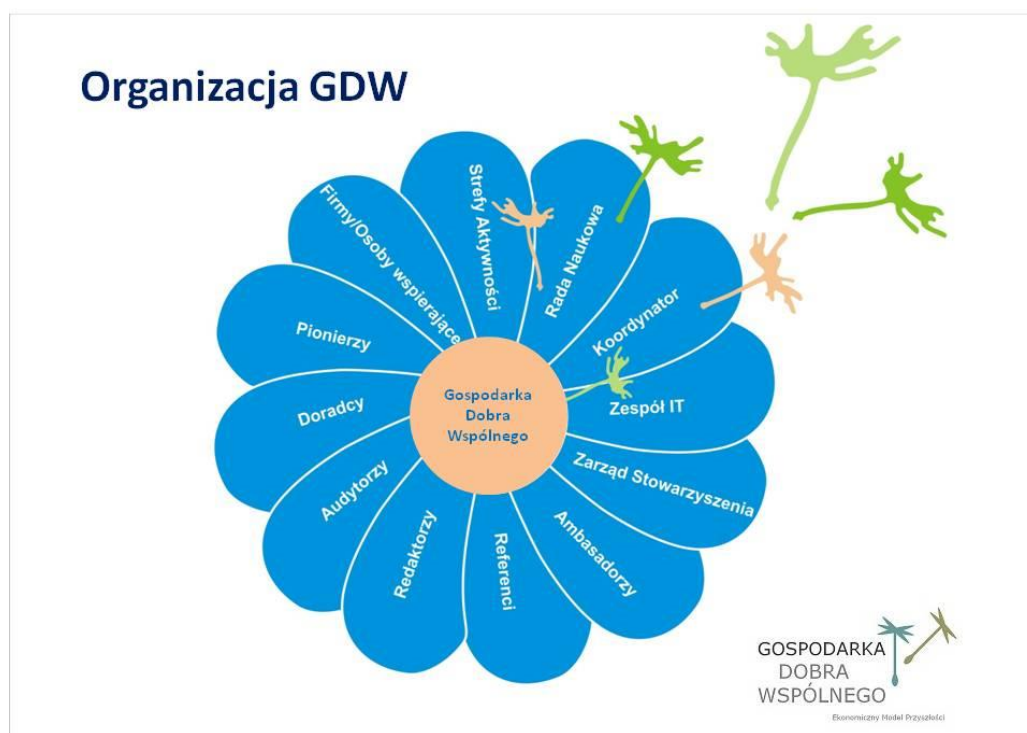 Organizacja GDW
Strefy Aktywności
Rada Naukowa
Koordynator
Zespół IT
Zarząd Stowarzyszenia
Ambasadorzy
Referenci
Redaktorzy
Audytorzy
Doradcy
Pionierzy
Firmy/Osoby wspierające
Gospodarka
Dobra
Wspólnego
GOSPODARKA
DOBRA
WSPÓLNEGO
Ekonomiczny Model Przyszłości